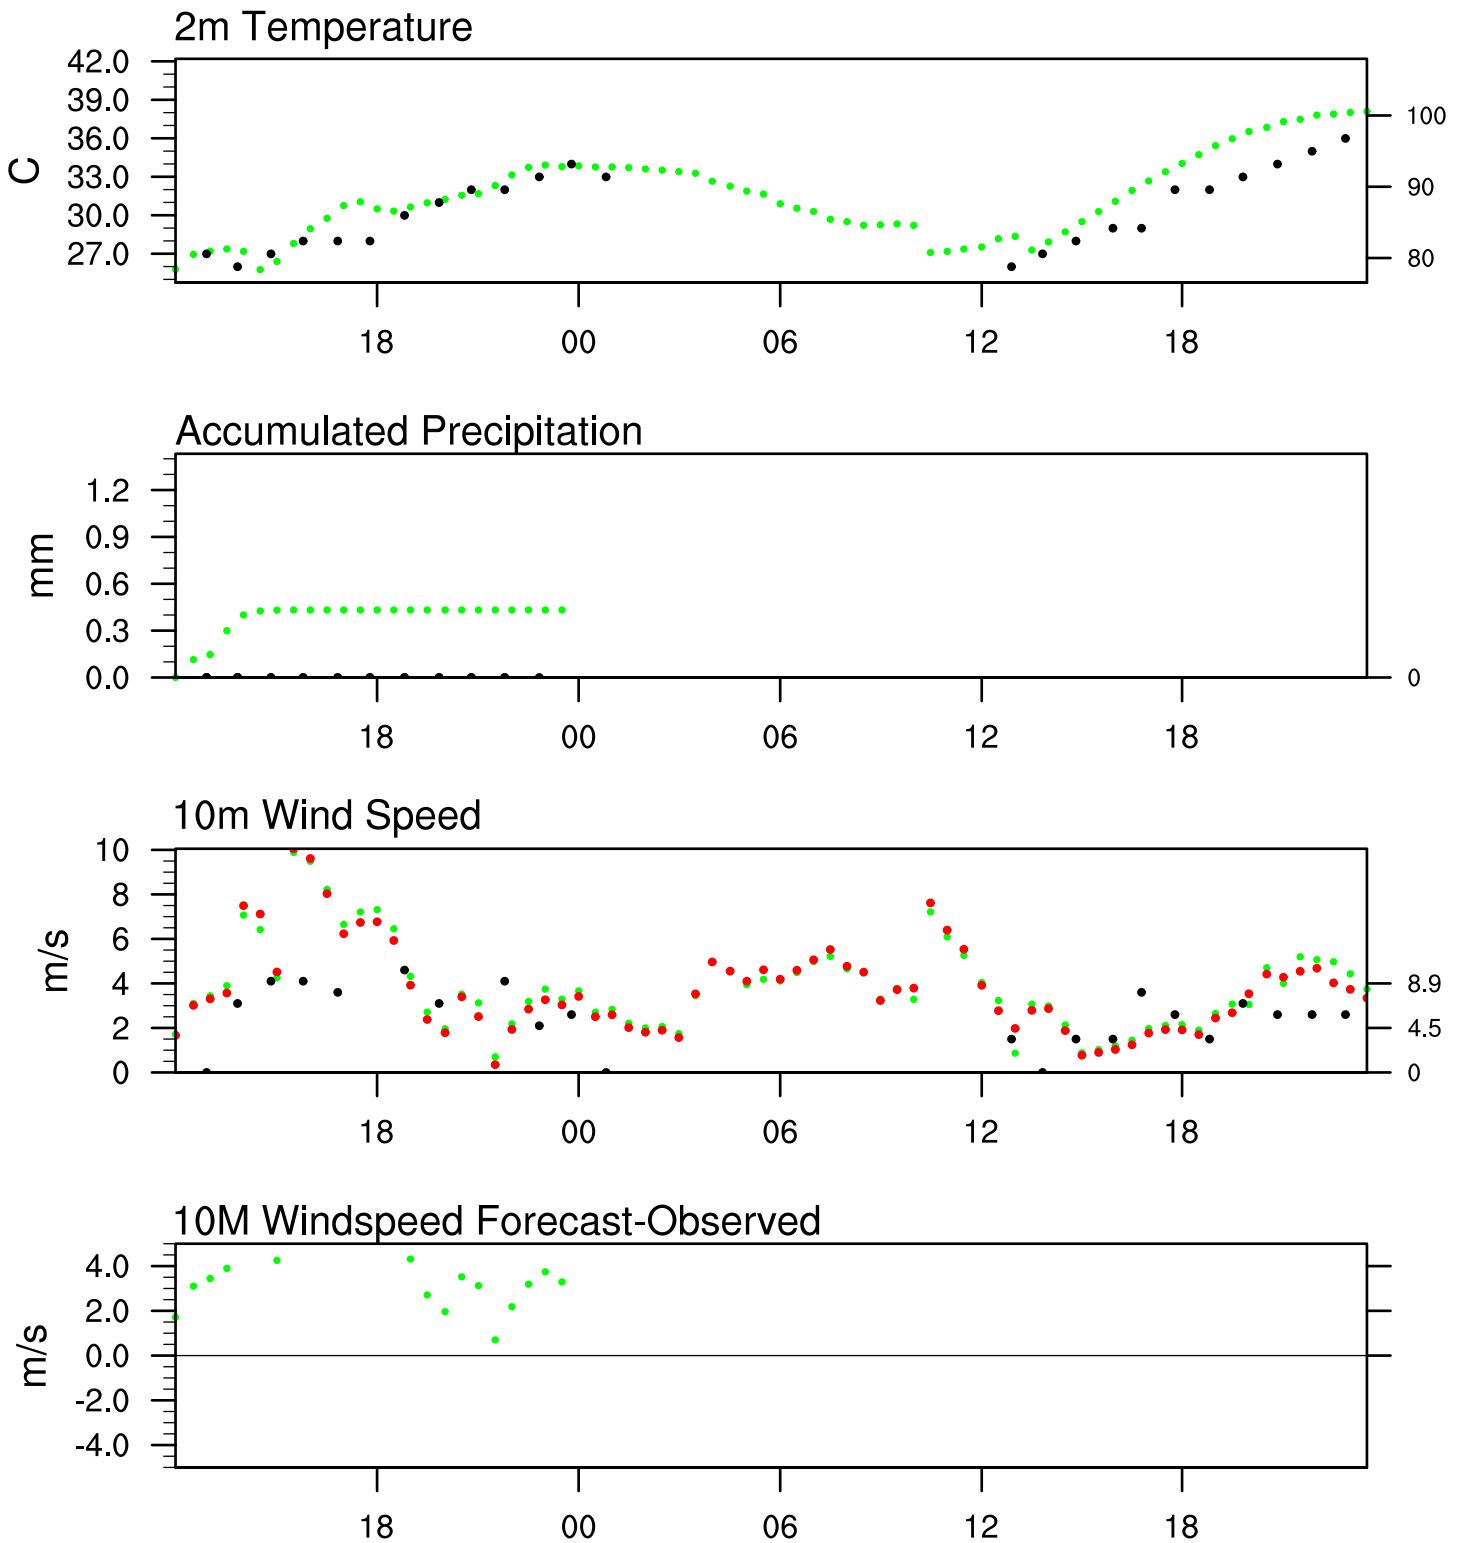 2m Temperature
42.0
39.0
36.0
33.0
30.0
27.0
C
100
90
80
18 00 06 12 18
Accumulated Precipitation
1.2
0.9
0.6
0.3
0.0
mm
0
18 00 06 12 18
10m Wind Speed
10
8
6
4
2
0
m/s
8.9
4.5
0
18 00 06 12 18
10M Windspeed Forecast-Observed
4.0
2.0
0.0
-2.0
-4.0
m/s
18 00 06 12 18